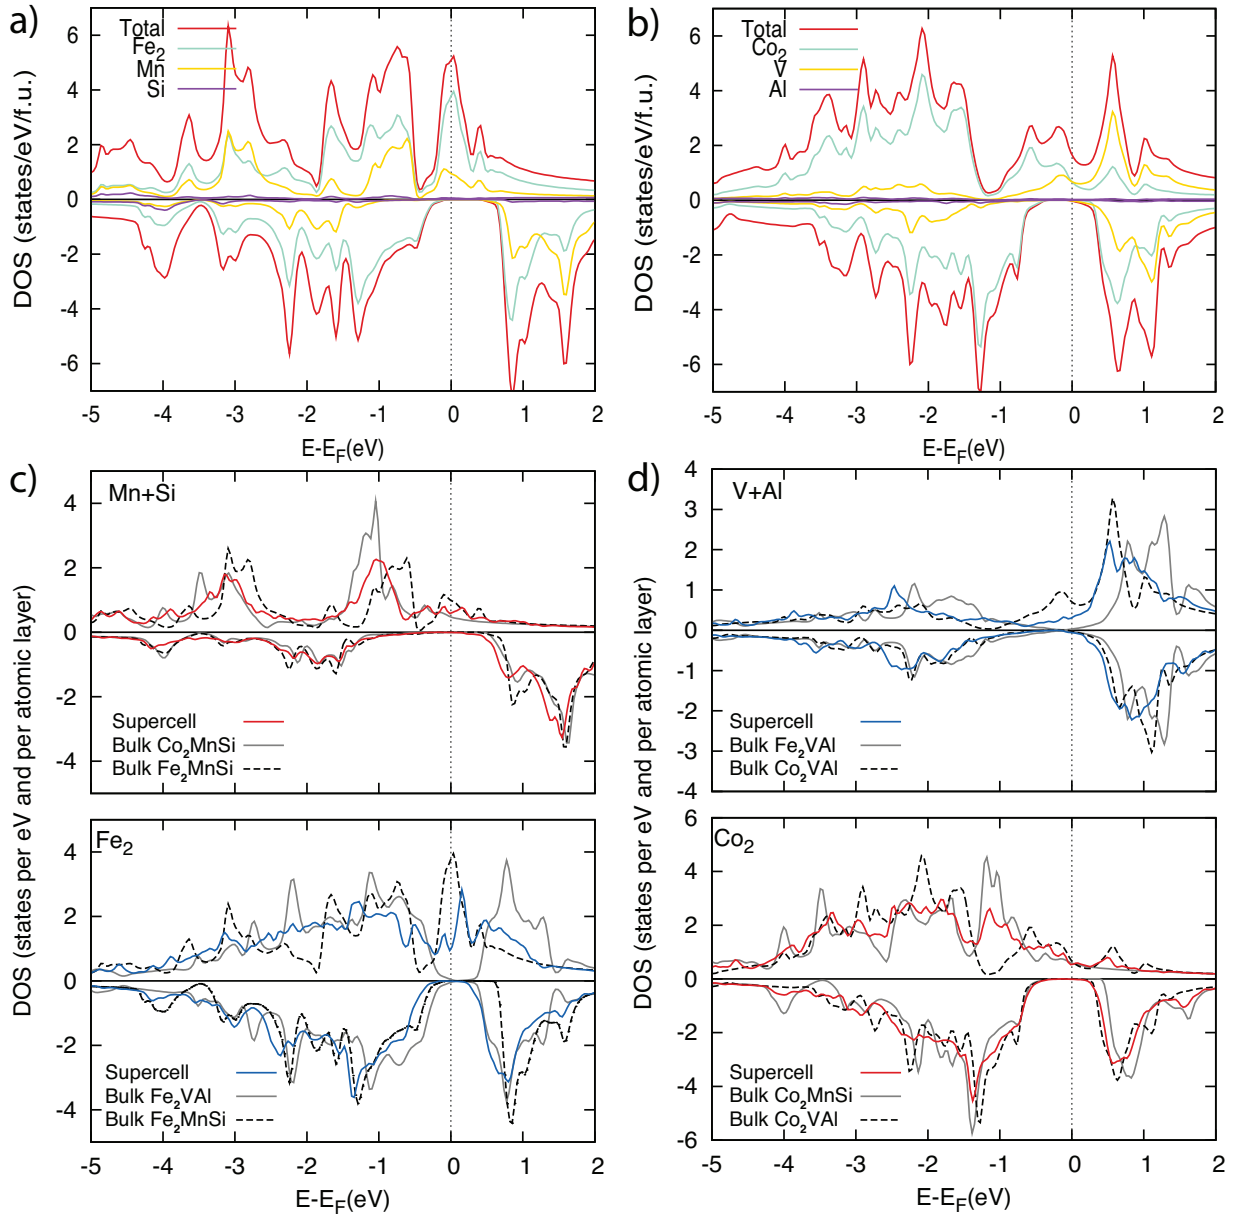 a)
Total
Fe2
Mn
Si
DOS (states/eV/f.u.)
6
4
2
0
-2
-4
-6
-5 -4 -3 -2 -1 0 1 2
E-EF(eV)
b)
Total
Co2
V
Al
DOS (states/eV/f.u.)
6
4
2
0
-2
-4
-6
-5 -4 -3 -2 -1 0 1 2
E-EF(eV)
c)
DOS (states per eV and per atomic layer)
Mn+Si
4
2
0
-2
-4
Supercell
Bulk Co2MnSi
Bulk Fe2MnSi
Fe2
4
2
0
-2
-4
Supercell
Bulk Fe2VAl
Bulk Fe2MnSi
-5 -4 -3 -2 -1 0 1 2
E-EF(eV)
d)
DOS (states per eV and per atomic layer)
V+Al
4
3
2
1
0
-1
-2
-3
-4
Supercell
Bulk Fe2VAl
Bulk Co2VAl
Co2
6
4
2
0
-2
-4
-6
Supercell
Bulk Co2MnSi
Bulk Co2VAl
-5 -4 -3 -2 -1 0 1 2
E-EF(eV)